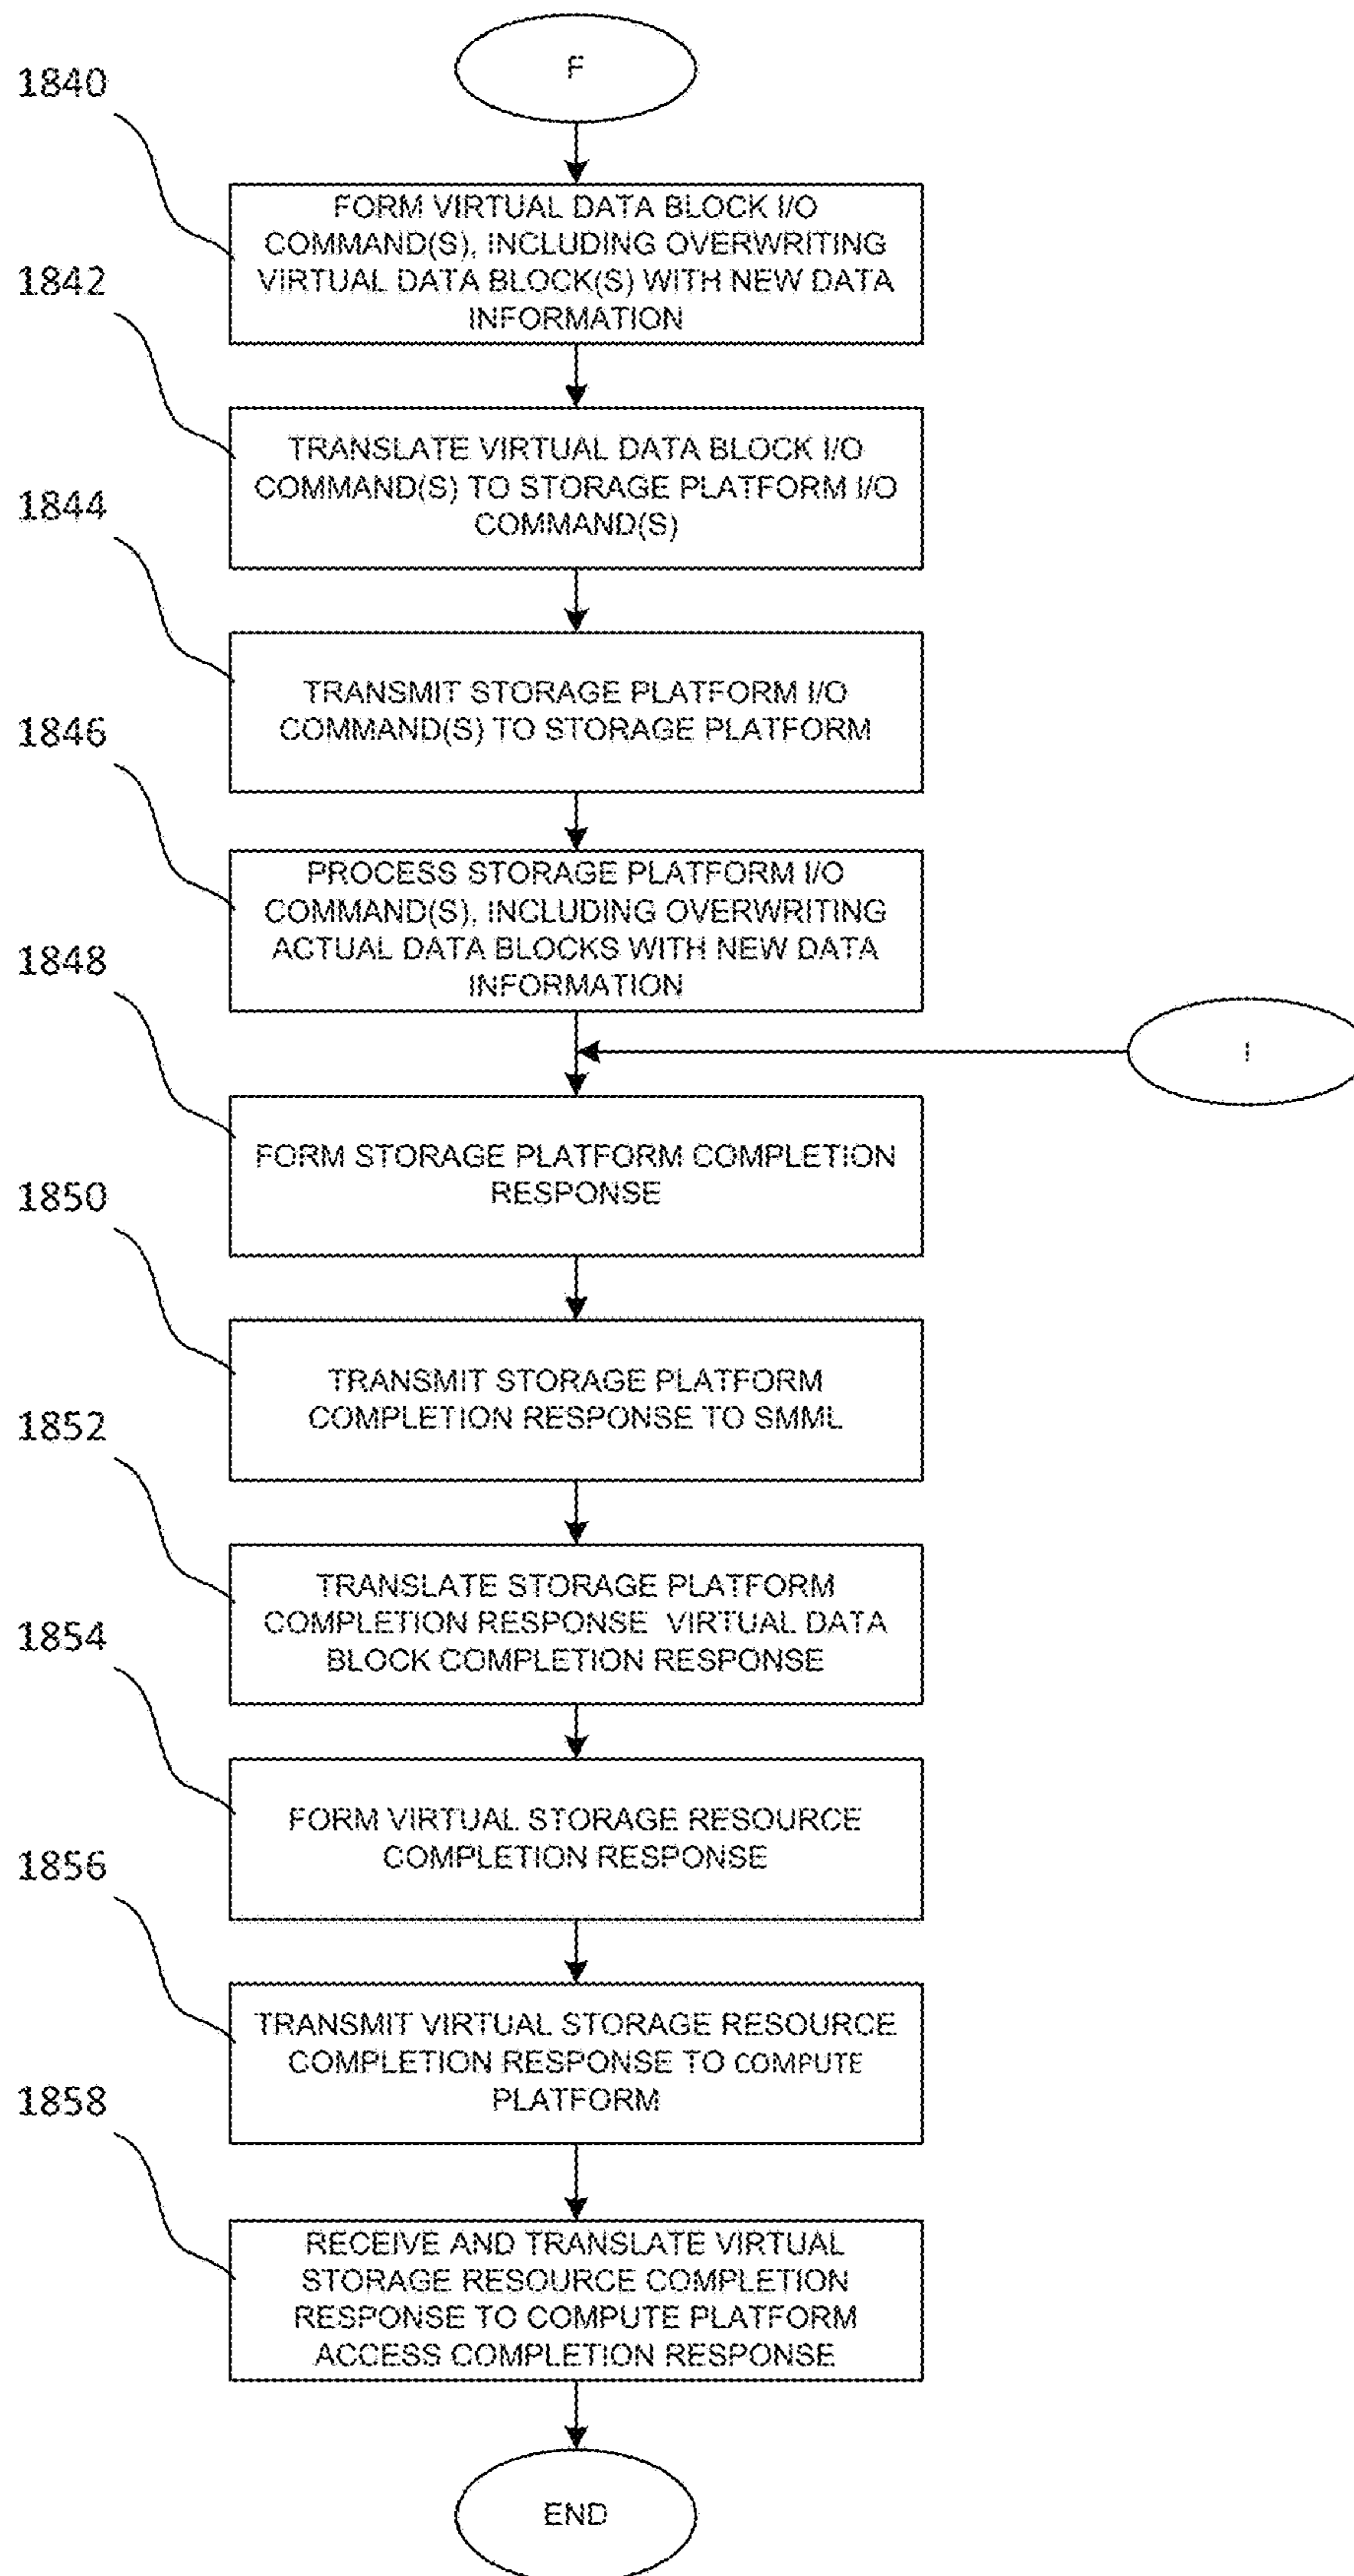 F
1840
FORM VIRTUAL DATA BLOCK I/O
COMMAND(S), INCLUDING OVERWRITING
VIRTUAL DATA BLOCK(S) WITH NEW DATA
INFORMATION
1842
TRANSLATE VIRTUAL DATA BLOCK I/O
COMMAND(S) TO STORAGE PLATFORM I/O
COMMAND(S)
1844
TRANSMIT STORAGE PLATFORM I/O
COMMAND(S) TO STORAGE PLATFORM
1846
PROCESS STORAGE PLATFORM I/O
COMMAND(S), INCLUDING OVERWRITING
ACTUAL DATA BLOCKS WITH NEW DATA
INFORMATION
I
1848
FORM STORAGE PLATFORM COMPLETION
RESPONSE
1850
TRANSMIT STORAGE PLATFORM
COMPLETION RESPONSE TO SMML
1852
TRANSLATE STORAGE PLATFORM
COMPLETION RESPONSE VIRTUAL DATA
BLOCK COMPLETION RESPONSE
1854
FORM VIRTUAL STORAGE RESOURCE
COMPLETION RESPONSE
1856
TRANSMIT VIRTUAL STORAGE RESOURCE
COMPLETION RESPONSE TO COMPUTE
PLATFORM
1858
RECEIVE AND TRANSLATE VIRTUAL
STORAGE RESOURCE COMPLETION
RESPONSE TO COMPUTE PLATFORM
ACCESS COMPLETION RESPONSE
END